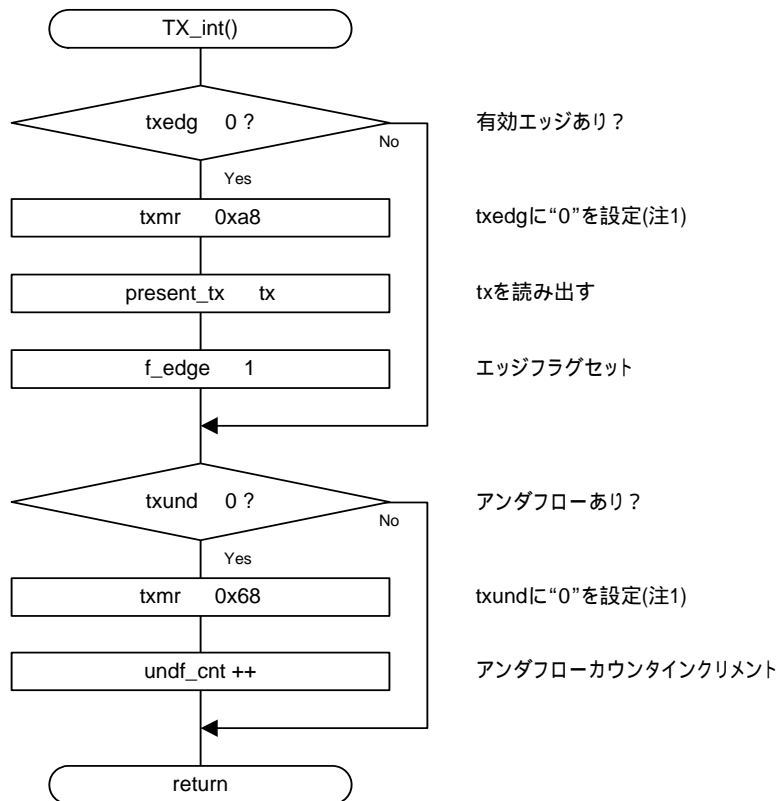 TX_int()
txedg 0 ?
有効エッジあり?
No
Yes
txmr 0xa8
txedgに“0”を設定(注1)
present_tx tx
txを読み出す
f_edge 1
エッジフラグセット
txund 0 ?
アンダフローあり?
No
Yes
txmr 0x68
txundに“0”を設定(注1)
undf_cnt ++
アンダフローカウンタインクリメント
return